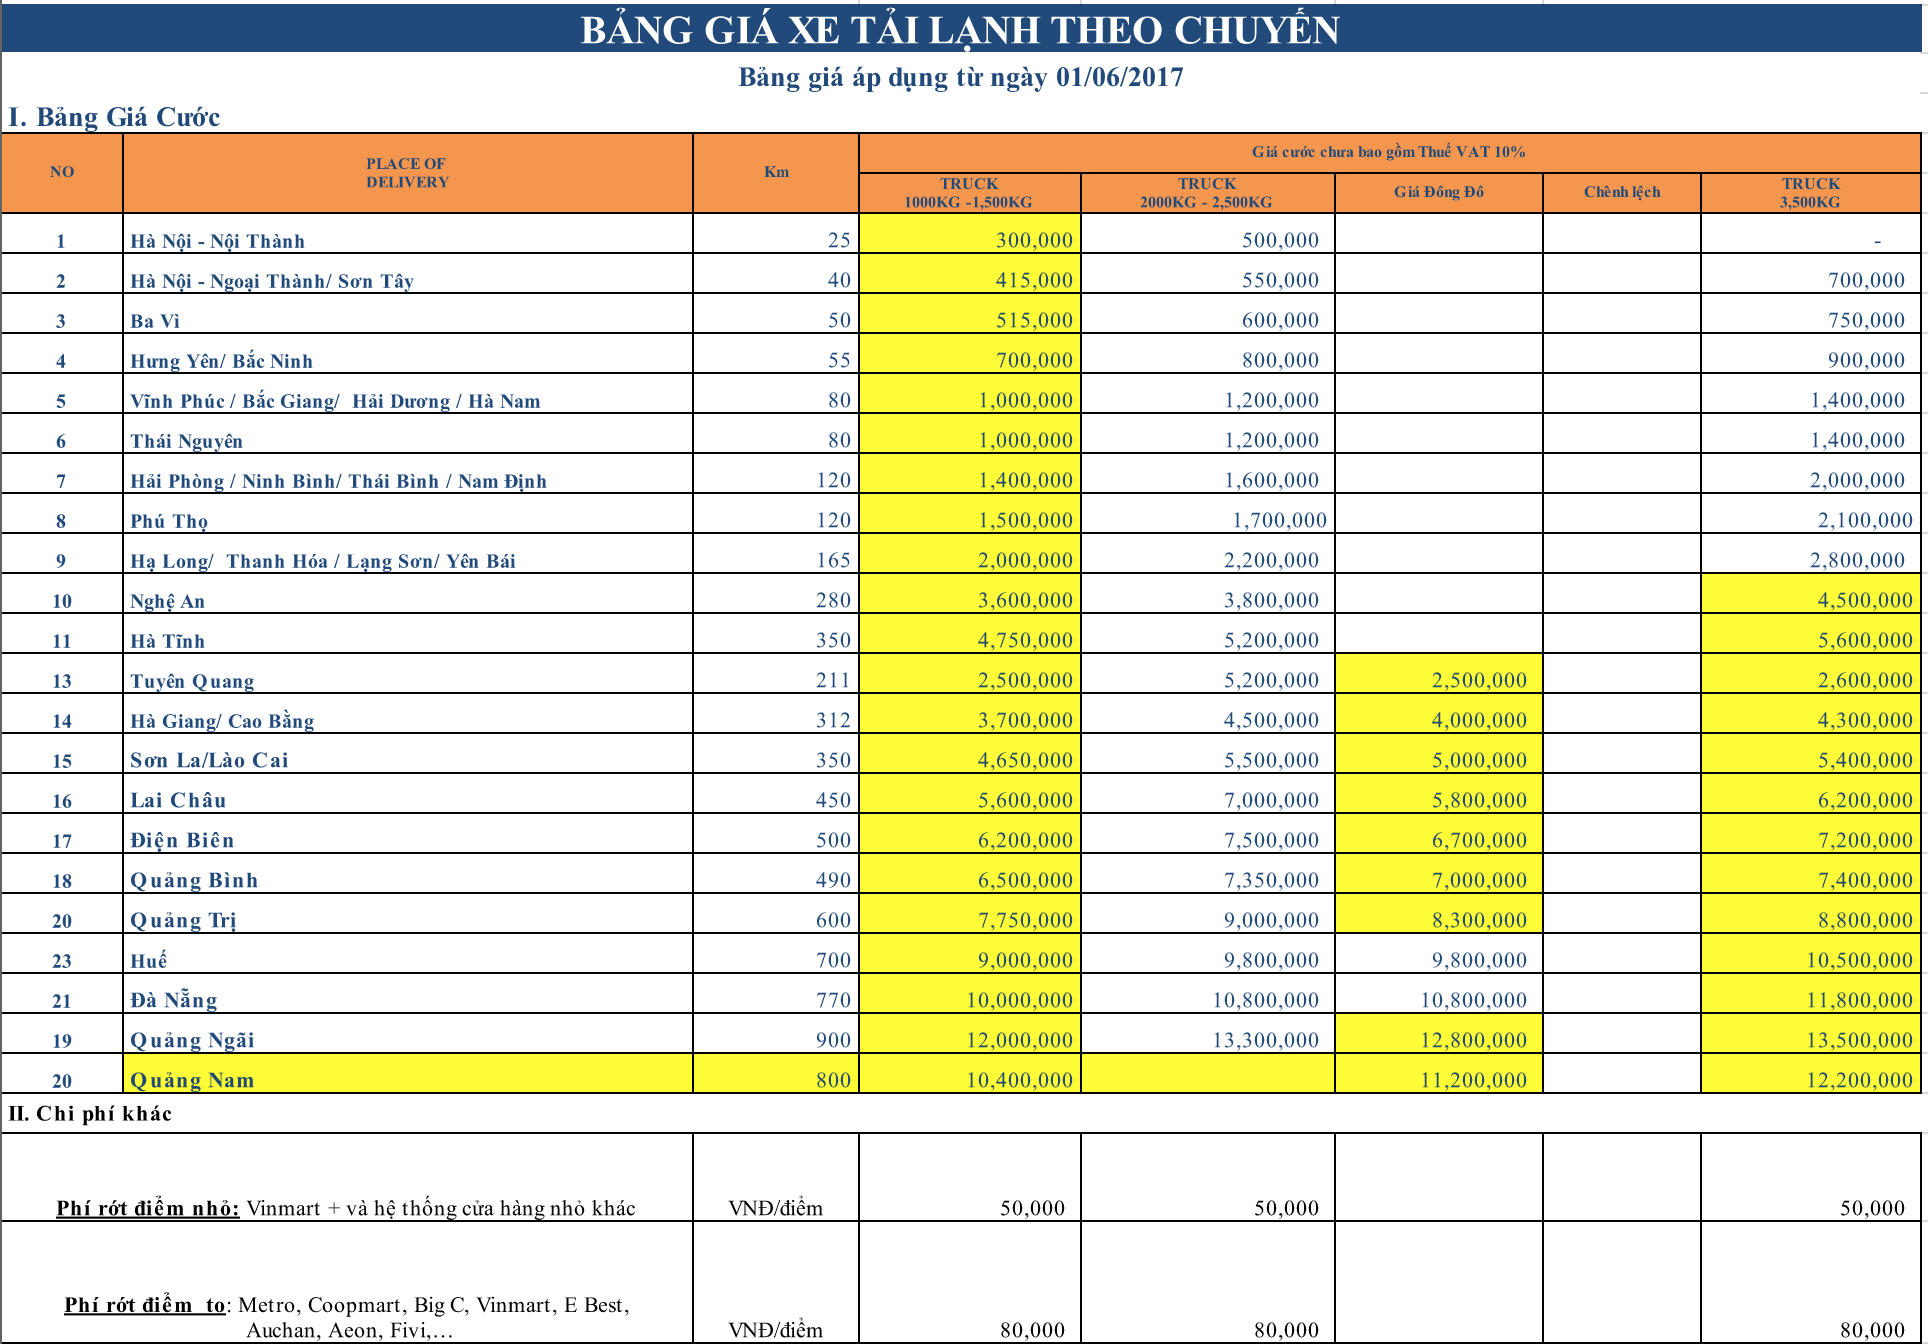 BẢNG GIÁ XE TẢI LẠNH THEO CHUYẾN
Bảng giá áp dụng từ ngày 01/06/2017
I. Bảng Giá Cước
NO PLACE OF DELIVERY Km Giá cước chưa bao gồm Thuế VAT 10%
TRUCK 1000KG -1,500KG TRUCK 2000KG - 2,500KG Giá Đông Đô Chênh lệch TRUCK 3,500KG
1 Hà Nội - Nội Thành 25 300,000 500,000 -
2 Hà Nội - Ngoại Thành/ Sơn Tây 40 415,000 550,000 700,000
3 Ba Vì 50 515,000 600,000 750,000
4 Hưng Yên/ Bắc Ninh 55 700,000 800,000 900,000
5 Vĩnh Phúc / Bắc Giang/ Hải Dương / Hà Nam 80 1,000,000 1,200,000 1,400,000
6 Thái Nguyên 80 1,000,000 1,200,000 1,400,000
7 Hải Phòng / Ninh Bình/ Thái Bình / Nam Định 120 1,400,000 1,600,000 2,000,000
8 Phú Thọ 120 1,500,000 1,700,000 2,100,000
9 Hạ Long/ Thanh Hóa / Lạng Sơn/ Yên Bái 165 2,000,000 2,200,000 2,800,000
10 Nghệ An 280 3,600,000 3,800,000 4,500,000
11 Hà Tĩnh 350 4,750,000 5,200,000 5,600,000
13 Tuyên Quang 211 2,500,000 5,200,000 2,500,000 2,600,000
14 Hà Giang/ Cao Bằng 312 3,700,000 4,500,000 4,000,000 4,300,000
15 Sơn La/Lào Cai 350 4,650,000 5,500,000 5,000,000 5,400,000
16 Lai Châu 450 5,600,000 7,000,000 5,800,000 6,200,000
17 Điện Biên 500 6,200,000 7,500,000 6,700,000 7,200,000
18 Quảng Bình 490 6,500,000 7,350,000 7,000,000 7,400,000
20 Quảng Trị 600 7,750,000 9,000,000 8,300,000 8,800,000
23 Huế 700 9,000,000 9,800,000 9,800,000 10,500,000
21 Đà Nẵng 770 10,000,000 10,800,000 10,800,000 11,800,000
19 Quảng Ngãi 900 12,000,000 13,300,000 12,800,000 13,500,000
20 Quảng Nam 800 10,400,000 11,200,000 12,200,000
II. Chi phí khác
Phí rớt điểm nhỏ: Vinmart + và hệ thống cửa hàng nhỏ khác VNĐ/điểm 50,000 50,000 50,000
Phí rớt điểm to: Metro, Coopmart, Big C, Vinmart, E Best,
Auchan, Aeon, Fivi,… VNĐ/điểm 80,000 80,000 80,000